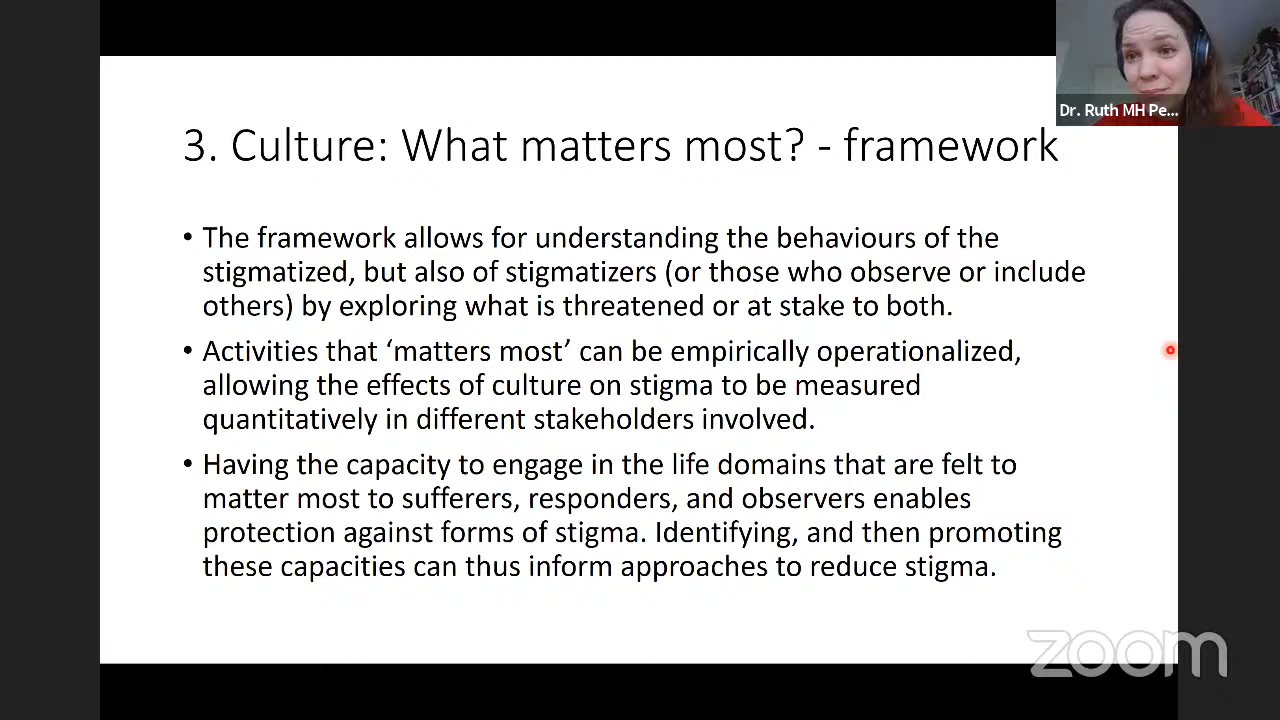 Dr. Ruth MH Pe...
3. Culture: What matters most? - framework
• The framework allows for understanding the behaviours of the
stigmatized, but also of stigmatizers (or those who observe or include
others) by exploring what is threatened or at stake to both.
• Activities that ‘matters most’ can be empirically operationalized,
allowing the effects of culture on stigma to be measured
quantitatively in different stakeholders involved.
• Having the capacity to engage in the life domains that are felt to
matter most to sufferers, responders, and observers enables
protection against forms of stigma. Identifying, and then promoting
these capacities can thus inform approaches to reduce stigma.
zoom